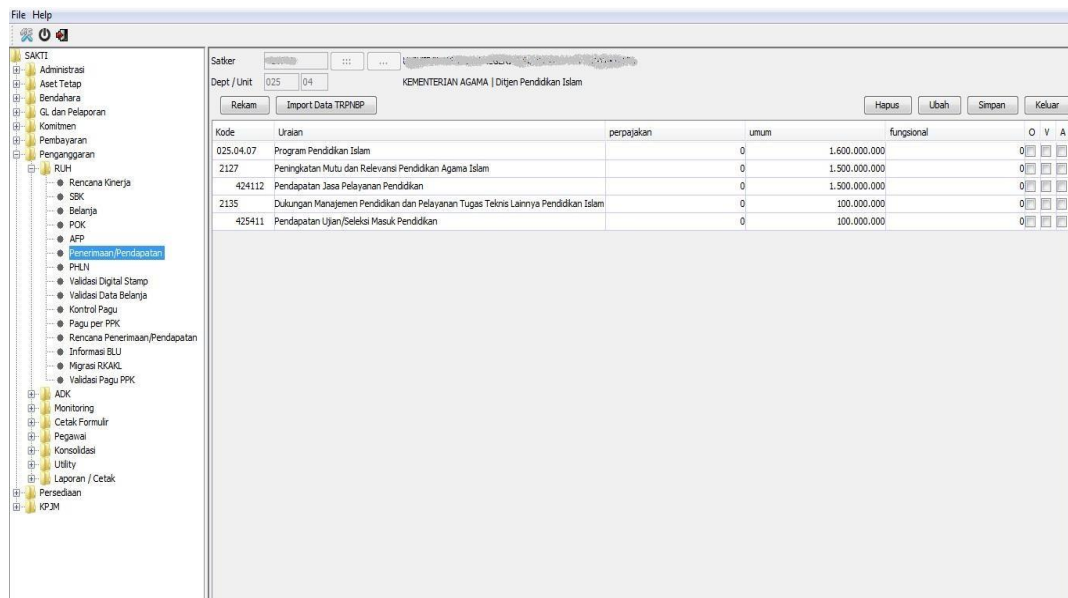 File Help
SAKTI
Administrasi
Aset Tetap
Bendahara
GL dan Pelaporan
Komitmen
Pembayaran
Penganggaran
RUH
Rencana Kinerja
SBK
Belanja
POK
AFP
Penerimaan/Pendapatan
PHLN
Validasi Digital Stamp
Validasi Data Belanja
Kontrol Pagu
Pagu per PPK
Rencana Penerimaan/Pendapatan
Informasi BLU
Migrasi RKAKL
Validasi Pagu PPK
ADK
Monitoring
Cetak Formulir
Pegawai
Konsolidasi
Utility
Laporan / Cetak
Persediaan
KPJM
Satker ::: ...
Dept / Unit 025 04 KEMENTERIAN AGAMA | Ditjen Pendidikan Islam
Rekam Import Data TRPNBP Hapus Ubah Simpan Keluar
Kode Uraian perpajakan umum fungsional O V A
025.04.07 Program Pendidikan Islam 0 1.600.000.000 0
2127 Peningkatan Mutu dan Relevansi Pendidikan Agama Islam 0 1.500.000.000 0
424112 Pendapatan Jasa Pelayanan Pendidikan 0 1.500.000.000 0
2135 Dukungan Manajemen Pendidikan dan Pelayanan Tugas Teknis Lainnya Pendidikan Islam 0 100.000.000 0
425411 Pendapatan Ujian/Seleksi Masuk Pendidikan 0 100.000.000 0